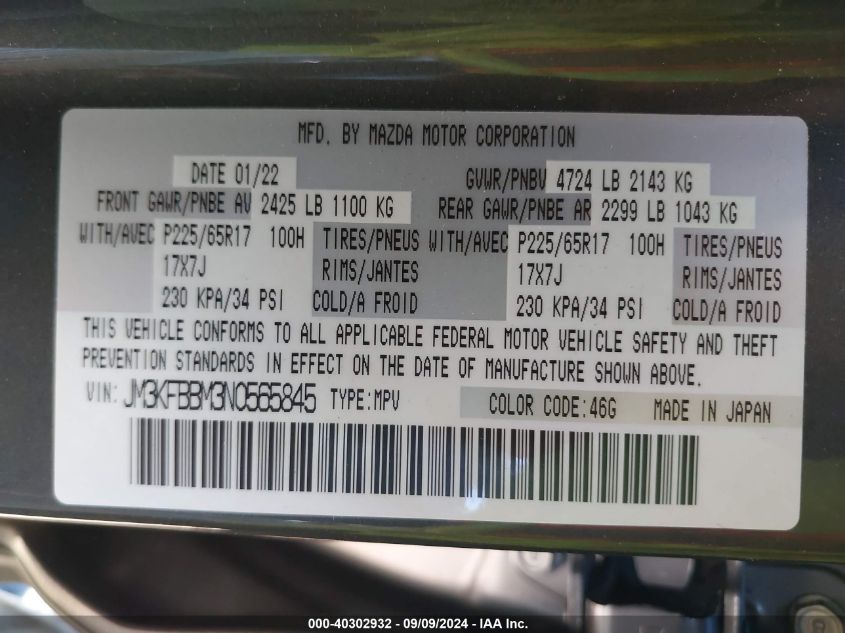 MFD. BY MAZDA MOTOR CORPORATION
DATE 01/22 GVWR/PNBV 4724 LB 2143 KG
FRONT GAWR/PNBE AV 2425 LB 1100 KG REAR GAWR/PNBE AR 2299 LB 1043 KG
WITH/AVEC P225/65R17 100H TIRES/PNEUS WITH/AVEC P225/65R17 100H TIRES/PNEUS
17X7J RIMS/JANTES 17X7J RIMS/JANTES
230 KPA/34 PSI COLD/A FROID 230 KPA/34 PSI COLD/A FROID
THIS VEHICLE CONFORMS TO ALL APPLICABLE FEDERAL MOTOR VEHICLE SAFETY AND THEFT
PREVENTION STANDARDS IN EFFECT ON THE DATE OF MANUFACTURE SHOWN ABOVE.
VIN: JM3KFBBM3N0565845 TYPE:MPV COLOR CODE:46G MADE IN JAPAN
000-40302932 - 09/09/2024 - IAA Inc.